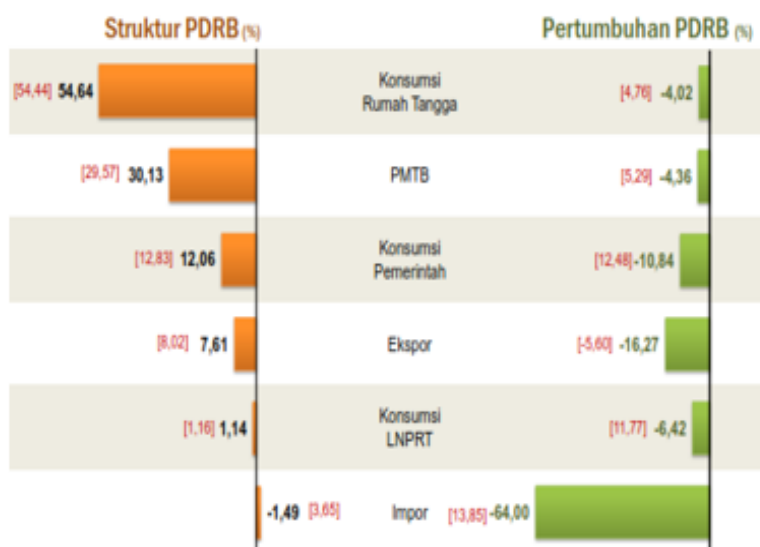 Struktur PDRB (%) Pertumbuhan PDRB (%)
[54,44] 54,64 Konsumsi Rumah Tangga [4,76] -4,02
[29,57] 30,13 PMTB [5,29] -4,36
[12,83] 12,06 Konsumsi Pemerintah [12,48] -10,84
[8,02] 7,61 Ekspor [-5,60] -16,27
[1,16] 1,14 Konsumsi LNPRT [11,77] -6,42
-1,49 [3,65] Impor [13,85] -64,00